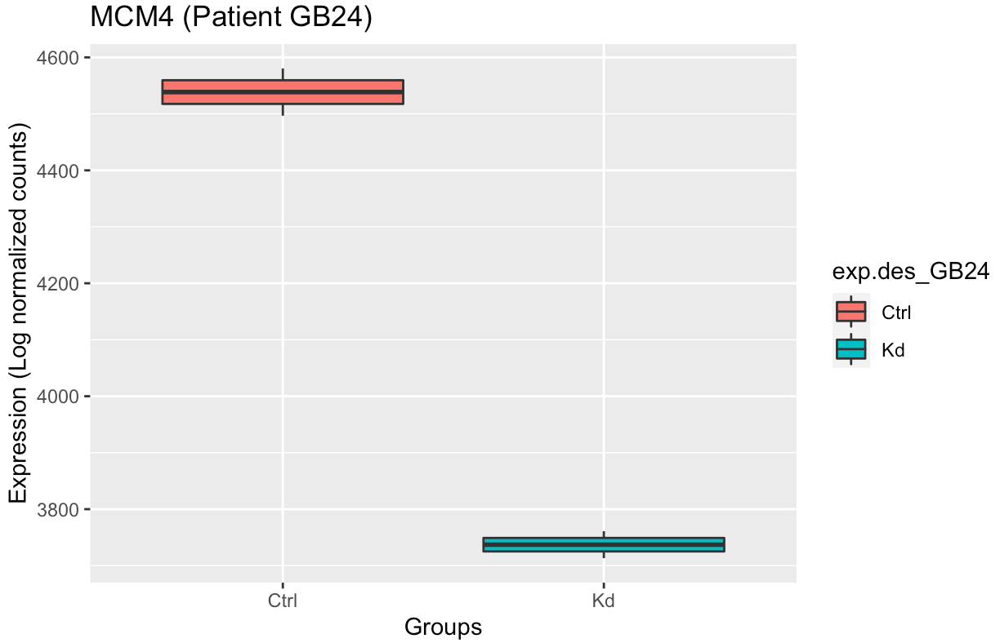 MCM4 (Patient GB24)
Expression (Log normalized counts)
4600
4400
4200
4000
3800
Ctrl
Kd
Groups
exp.des_GB24
Ctrl
Kd